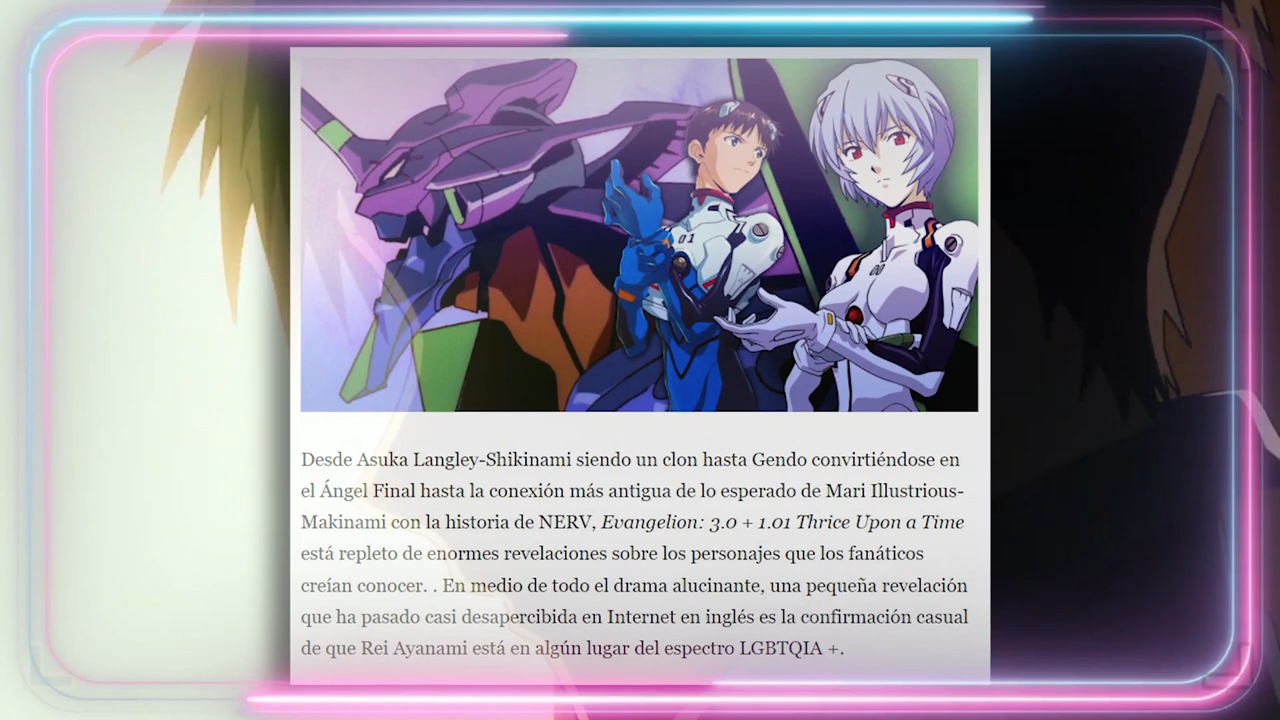 01
00
Desde Asuka Langley-Shikinami siendo un clon hasta Gendo convirtiéndose en
el Ángel Final hasta la conexión más antigua de lo esperado de Mari Illustrious-
Makinami con la historia de NERV, Evangelion: 3.0 + 1.01 Thrice Upon a Time
está repleto de enormes revelaciones sobre los personajes que los fanáticos
creían conocer. . En medio de todo el drama alucinante, una pequeña revelación
que ha pasado casi desapercibida en Internet en inglés es la confirmación casual
de que Rei Ayanami está en algún lugar del espectro LGBTQIA +.